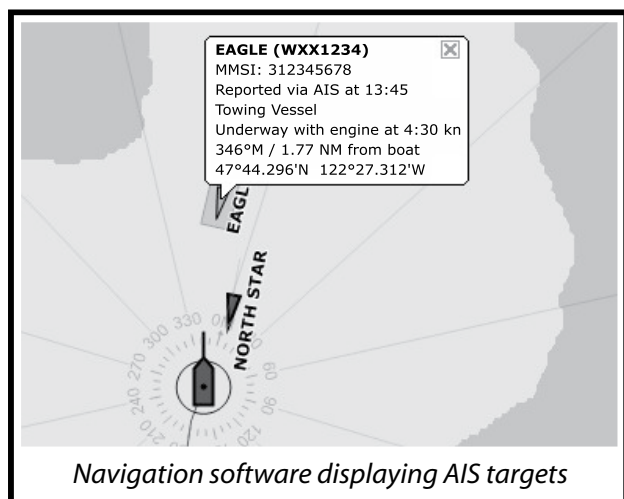 EAGLE (WXX1234)
MMSI: 312345678
Reported via AIS at 13:45
Towing Vessel
Underway with engine at 4:30 kn
346°M / 1.77 NM from boat
47°44.296'N 122°27.312'W
EAGLE
NORTH STAR
330
300
270
240
210
60
90
120
Navigation software displaying AIS targets